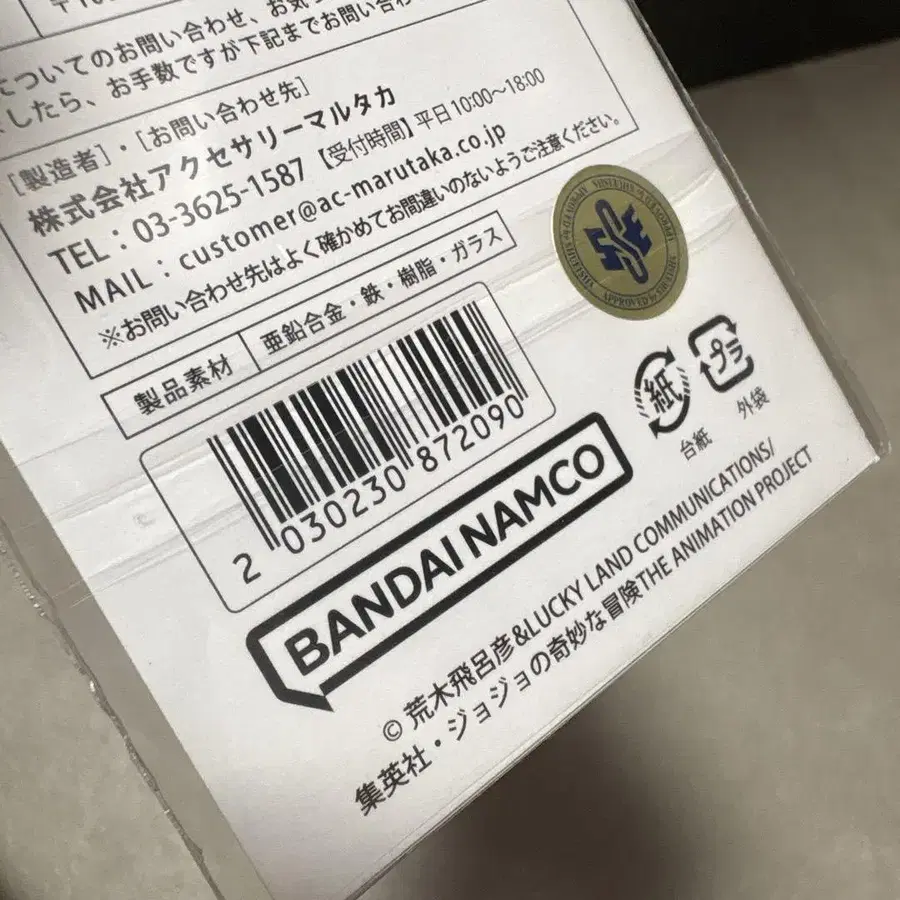 についてのお問い合わせ、お気
ましたら、お手数ですが下記までお問い合わ
[製造者]・[お問い合わせ先]
株式会社アクセサリーマルタカ
TEL：03-3625-1587【受付時間】平日10:00〜18:00
MAIL：customer@ac-marutaka.co.jp
※お問い合わせ先はよく確かめてお間違いのないようご注意ください。
製品素材 亜鉛合金・鉄・樹脂・ガラス
2 030230 872090
紙 プラ
台紙 外袋
BANDAI NAMCO
© 荒木飛呂彦&LUCKY LAND COMMUNICATIONS/
集英社・ジョジョの奇妙な冒険THE ANIMATION PROJECT